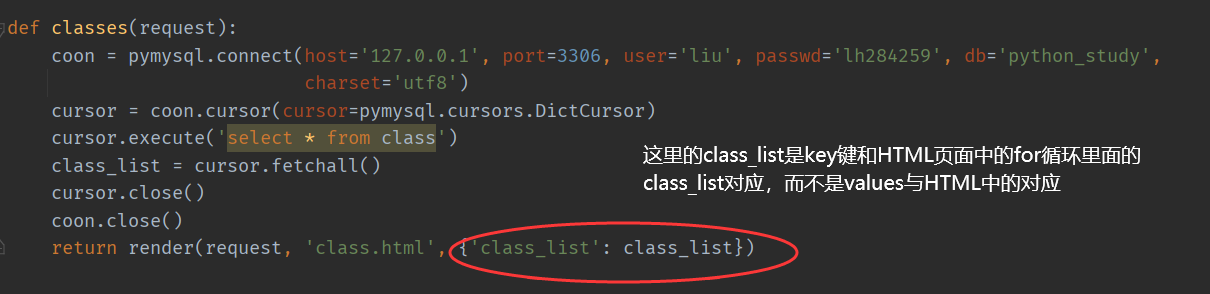 def classes(request):
    coon = pymysql.connect(host='127.0.0.1', port=3306, user='liu', passwd='lh284259', db='python_study',
                           charset='utf8')
    cursor = coon.cursor(cursor=pymysql.cursors.DictCursor)
    cursor.execute('select * from class')
    class_list = cursor.fetchall()
    cursor.close()
    coon.close()
    return render(request, 'class.html', {'class_list': class_list})
这里的class_list是key键和HTML页面中的for循环里面的
class_list对应，而不是values与HTML中的对应